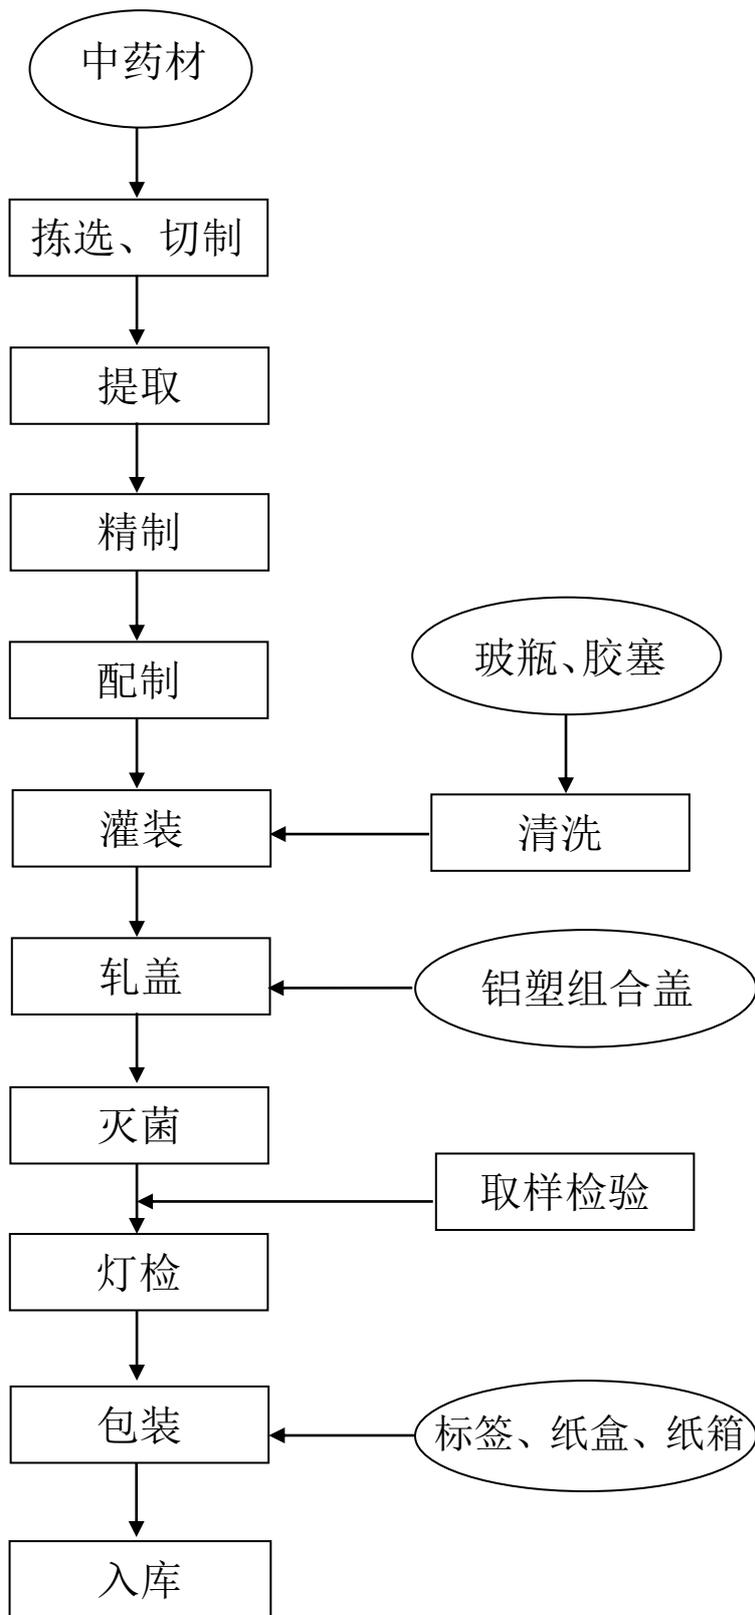 中药材
拣选、切制
提取
精制
配制
玻瓶、胶塞
灌装
清洗
轧盖
铝塑组合盖
灭菌
取样检验
灯检
包装
标签、纸盒、纸箱
入库